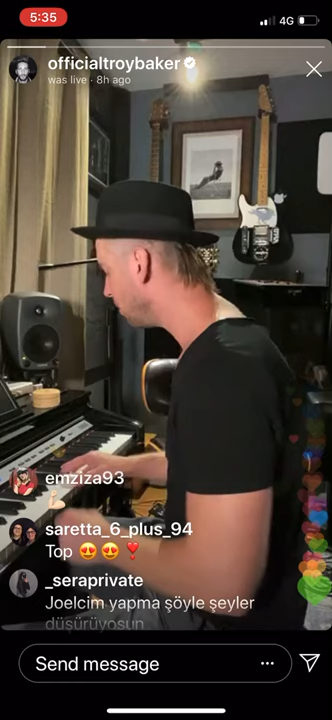 5:35
4G
officialtroybaker
was live · 8h ago
emziza93
saretta_6_plus_94
Top 😍😍❣️
_seraprivate
Joelcim yapma şöyle şeyler
düşürüyosun
Send message